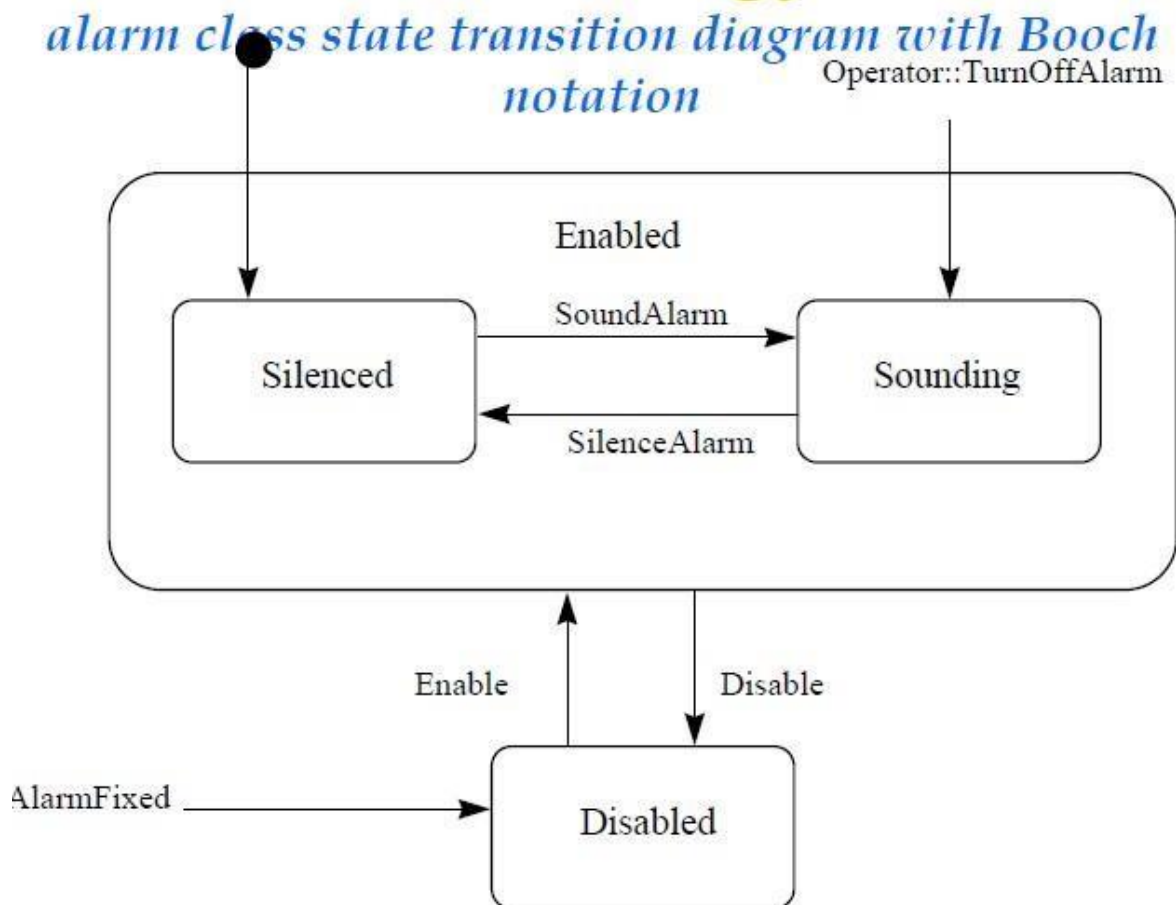 alarm class state transition diagram with Booch
notation
Operator::TurnOffAlarm
Enabled
SoundAlarm
Silenced
Sounding
SilenceAlarm
Enable
Disable
AlarmFixed
Disabled